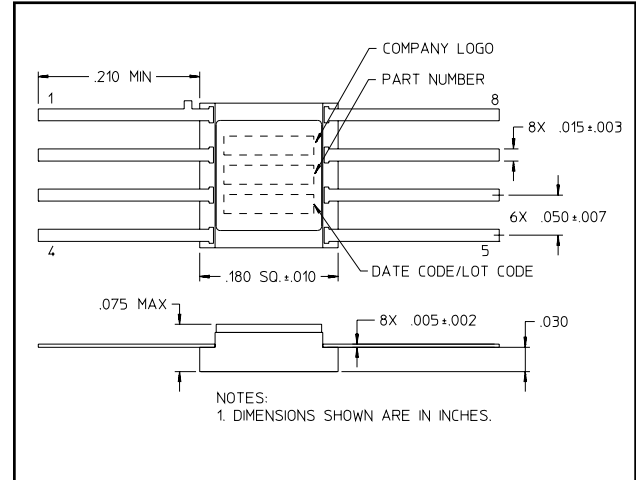 COMPANY LOGO
.210 MIN
PART NUMBER
1
8
8X .015±.003
6X .050±.007
4
5
DATE CODE/LOT CODE
.180 SQ.±.010
.075 MAX
8X .005±.002
.030
NOTES:
1. DIMENSIONS SHOWN ARE IN INCHES.